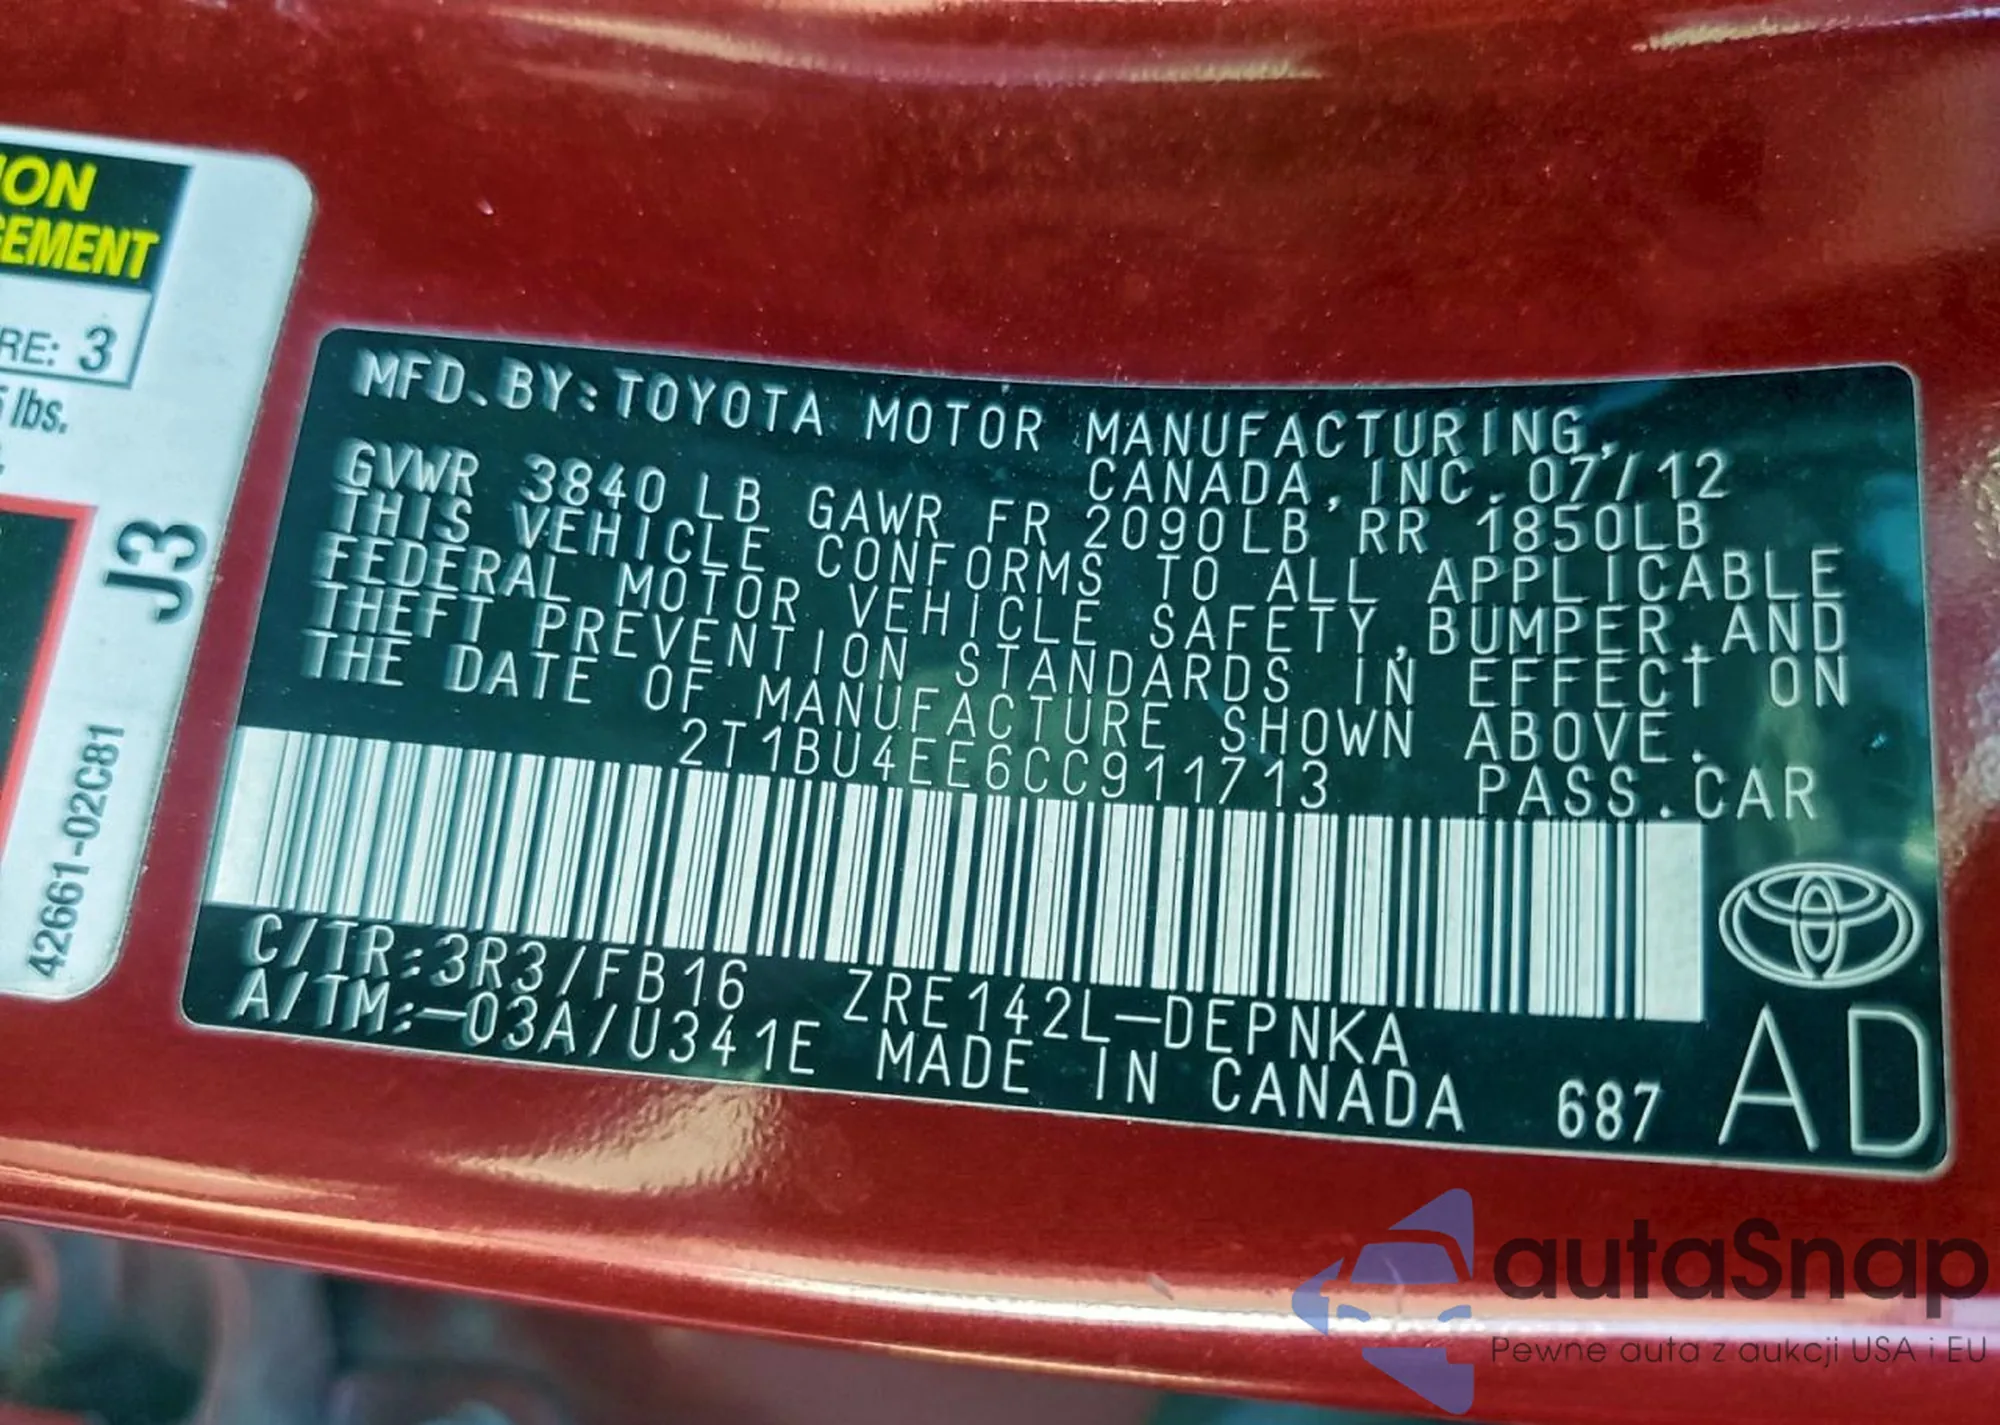 ION
CEMENT
RE: 3
5 lbs.
J3
42661-02C81
MFD. BY: TOYOTA MOTOR MANUFACTURING,
CANADA, INC. 07/12
GVWR 3840 LB GAWR FR 2090LB RR 1850LB
THIS VEHICLE CONFORMS TO ALL APPLICABLE
FEDERAL MOTOR VEHICLE SAFETY, BUMPER, AND
THEFT PREVENTION STANDARDS IN EFFECT ON
THE DATE OF MANUFACTURE SHOWN ABOVE.
2T1BU4EE6CC911713 PASS. CAR
C/TR:3R3/FB16 ZRE142L-DEPNKA
A/TM:-03A/U341E MADE IN CANADA 687
AD
autaSnap
Pewne auta z aukcji USA i EU